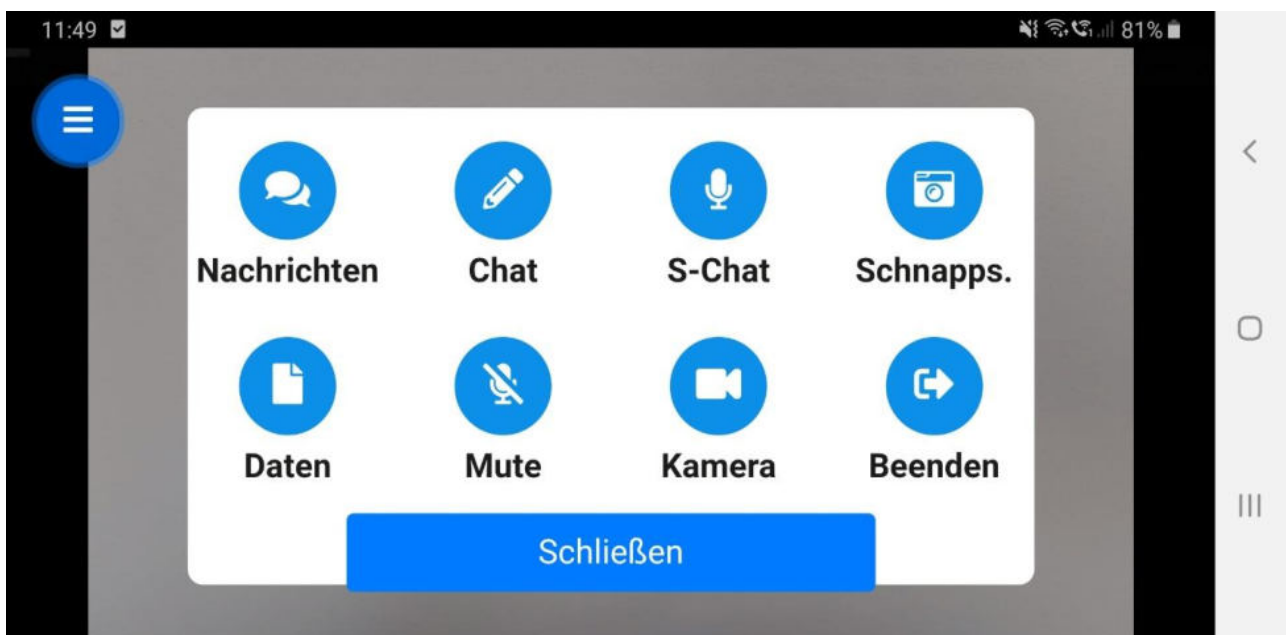 11:49
81%
Nachrichten Chat S-Chat Schnapps.
Daten Mute Kamera Beenden
Schließen